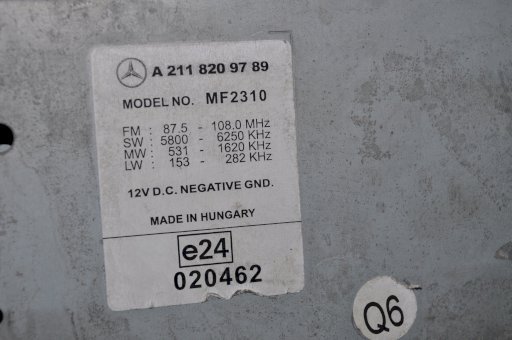 A 211 820 97 89
MODEL NO. MF2310
FM : 87.5 - 108.0 MHz
SW : 5800 - 6250 KHz
MW : 531 - 1620 KHz
LW : 153 - 282 KHz
12V D.C. NEGATIVE GND.
MADE IN HUNGARY
e24
020462
Q6